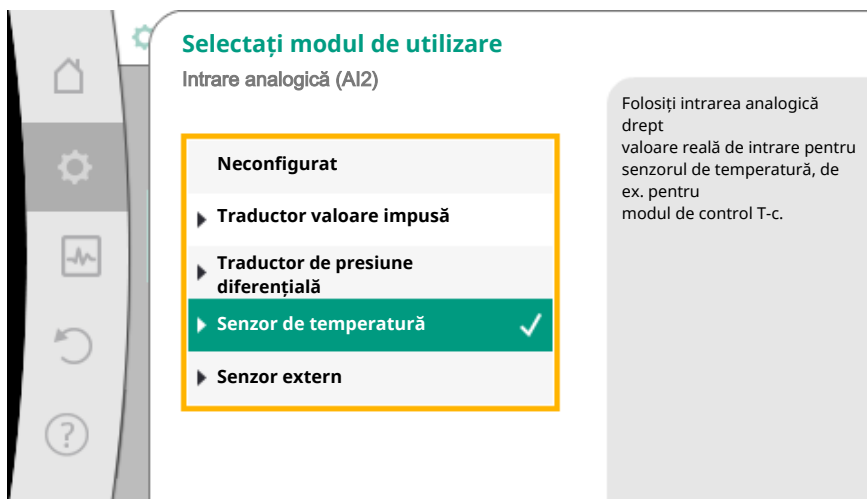 Selectați modul de utilizare
Intrare analogică (AI2)
Neconfigurat
Traductor valoare impusă
Traductor de presiune
diferențială
Senzor de temperatură
Senzor extern
Folosiți intrarea analogică
drept
valoare reală de intrare pentru
senzorul de temperatură, de
ex. pentru
modul de control T-c.